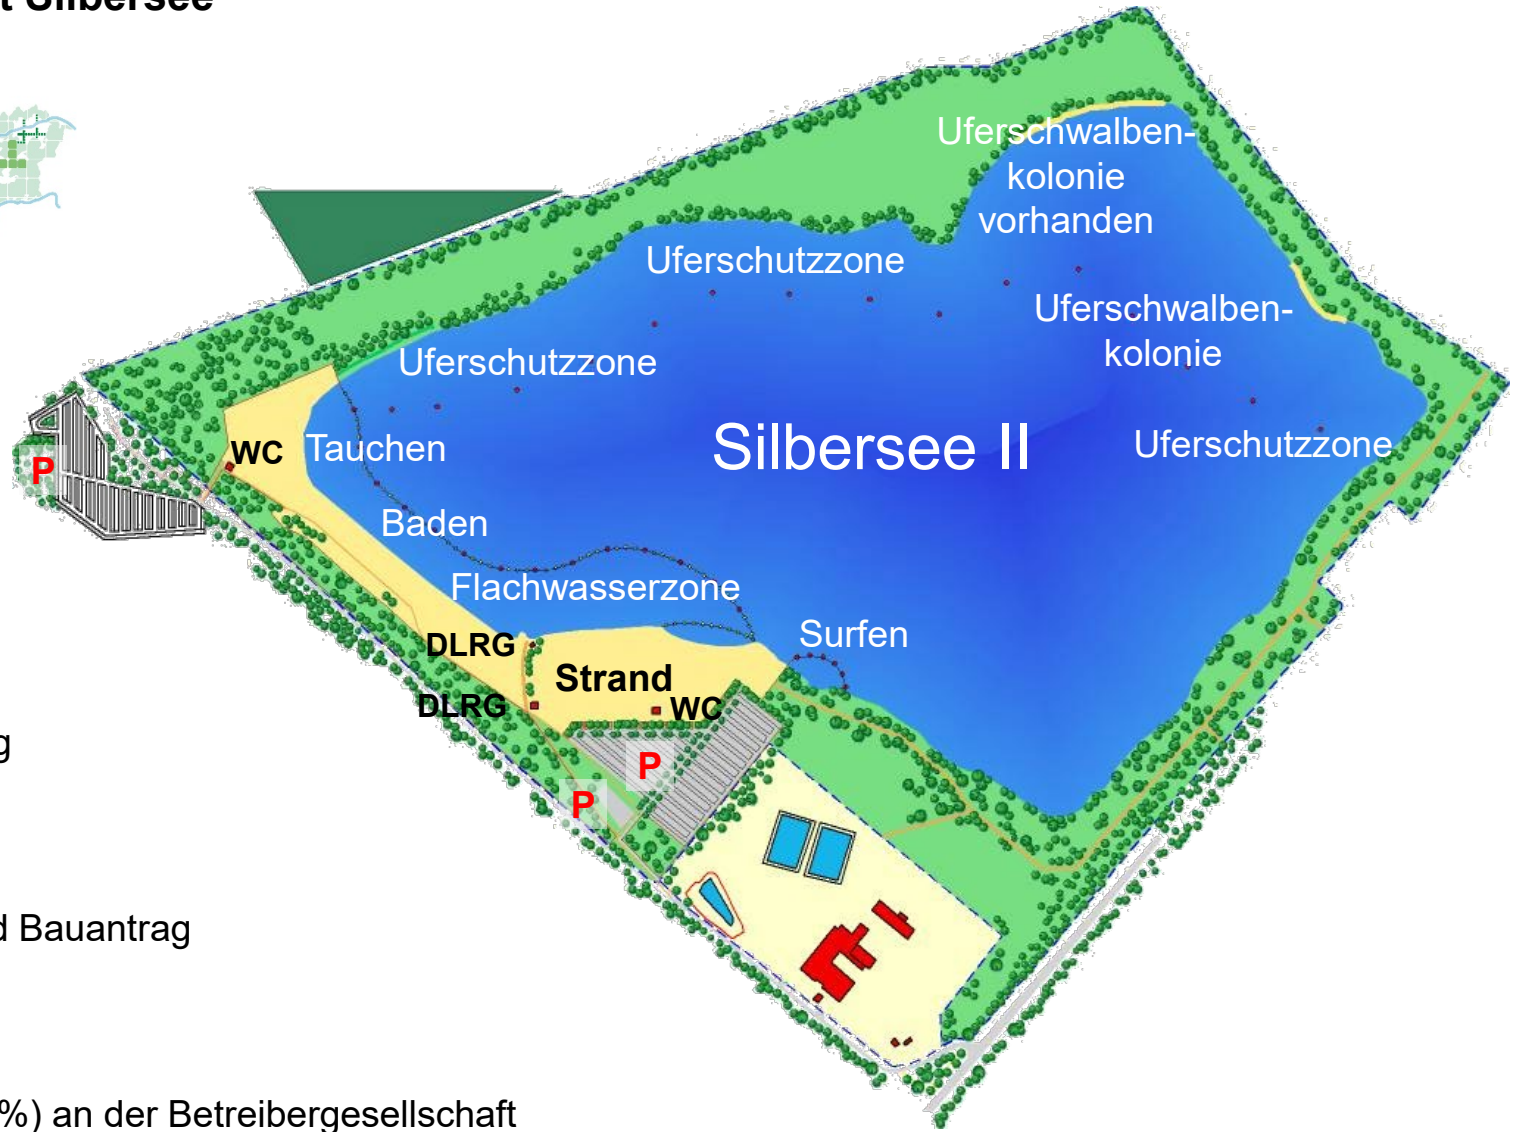 t Silbersee
Uferschwalben-
kolonie
vorhanden
Uferschutzzone
Uferschwalben-
kolonie
Uferschutzzone
Silbersee II
Uferschutzzone
WC
Tauchen
P
Baden
Flachwasserzone
Surfen
DLRG
Strand
DLRG
WC
g
P
P
d Bauantrag
%) an der Betreibergesellschaft